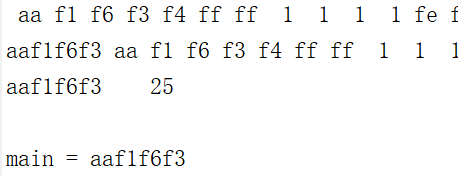 aa f1 f6 f3 f4 ff ff 1 1 1 1 fe f
aaf1f6f3 aa f1 f6 f3 f4 ff ff 1 1 1
aaf1f6f3 25
main = aaf1f6f3